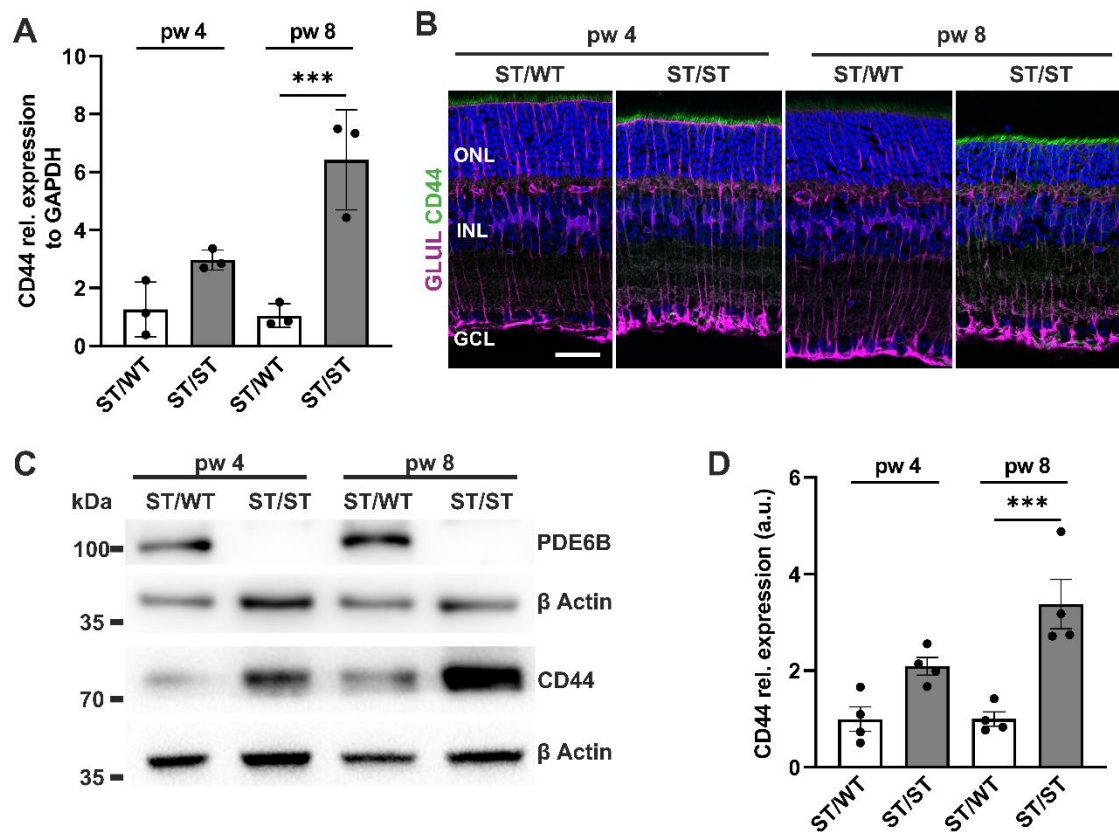 A
pw 4 pw 8
***
CD44 rel. expression
to GAPDH
10
8
6
4
2
0
ST/WT ST/ST ST/WT ST/ST
B
pw 4 pw 8
ST/WT ST/ST ST/WT ST/ST
GLUL CD44
ONL
INL
GCL
C
pw 4 pw 8
kDa ST/WT ST/ST ST/WT ST/ST
100 PDE6B
β Actin
35
CD44
70
β Actin
35
D
pw 4 pw 8
***
CD44 rel. expression (a.u.)
6
4
2
0
ST/WT ST/ST ST/WT ST/ST